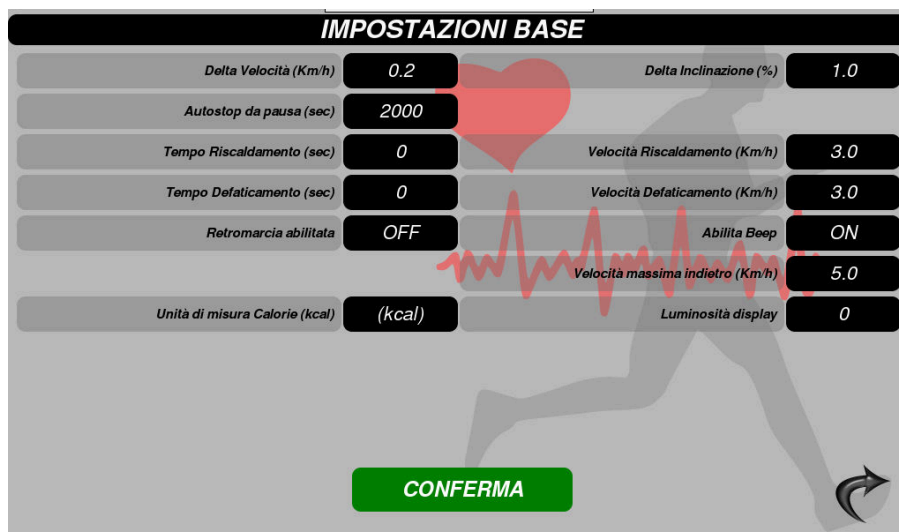 IMPOSTAZIONI BASE
Delta Velocità (Km/h) 0.2 Delta Inclinazione (%) 1.0
Autostop da pausa (sec) 2000
Tempo Riscaldamento (sec) 0 Velocità Riscaldamento (Km/h) 3.0
Tempo Defaticamento (sec) 0 Velocità Defaticamento (Km/h) 3.0
Retromarcia abilitata OFF Abilita Beep ON
Velocità massima indietro (Km/h) 5.0
Unità di misura Calorie (kcal) (kcal) Luminosità display 0
CONFERMA